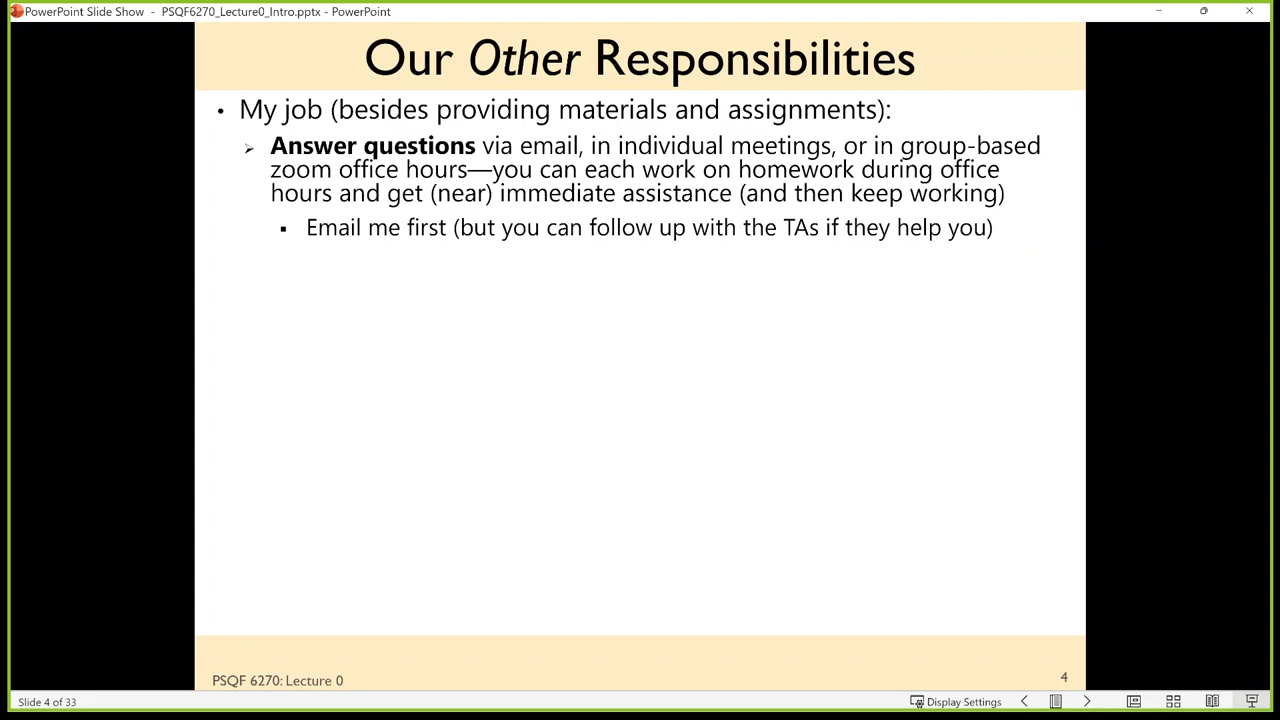 PowerPoint Slide Show - PSQF6270_Lecture0_Intro.pptx - PowerPoint
Our Other Responsibilities
• My job (besides providing materials and assignments):
➢ Answer questions via email, in individual meetings, or in group-based
zoom office hours—you can each work on homework during office
hours and get (near) immediate assistance (and then keep working)
▪ Email me first (but you can follow up with the TAs if they help you)
PSQF 6270: Lecture 0
4
Slide 4 of 33
Display Settings